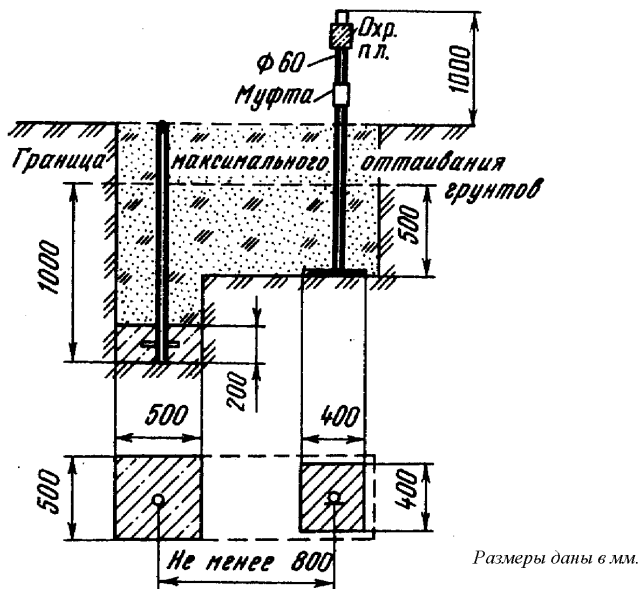 Охр.
пл.
Ф 60
Муфта
1000
Граница максимального оттаивания
грунтов
1000
500
200
500
400
500
400
Не менее 800
Размеры даны в мм.